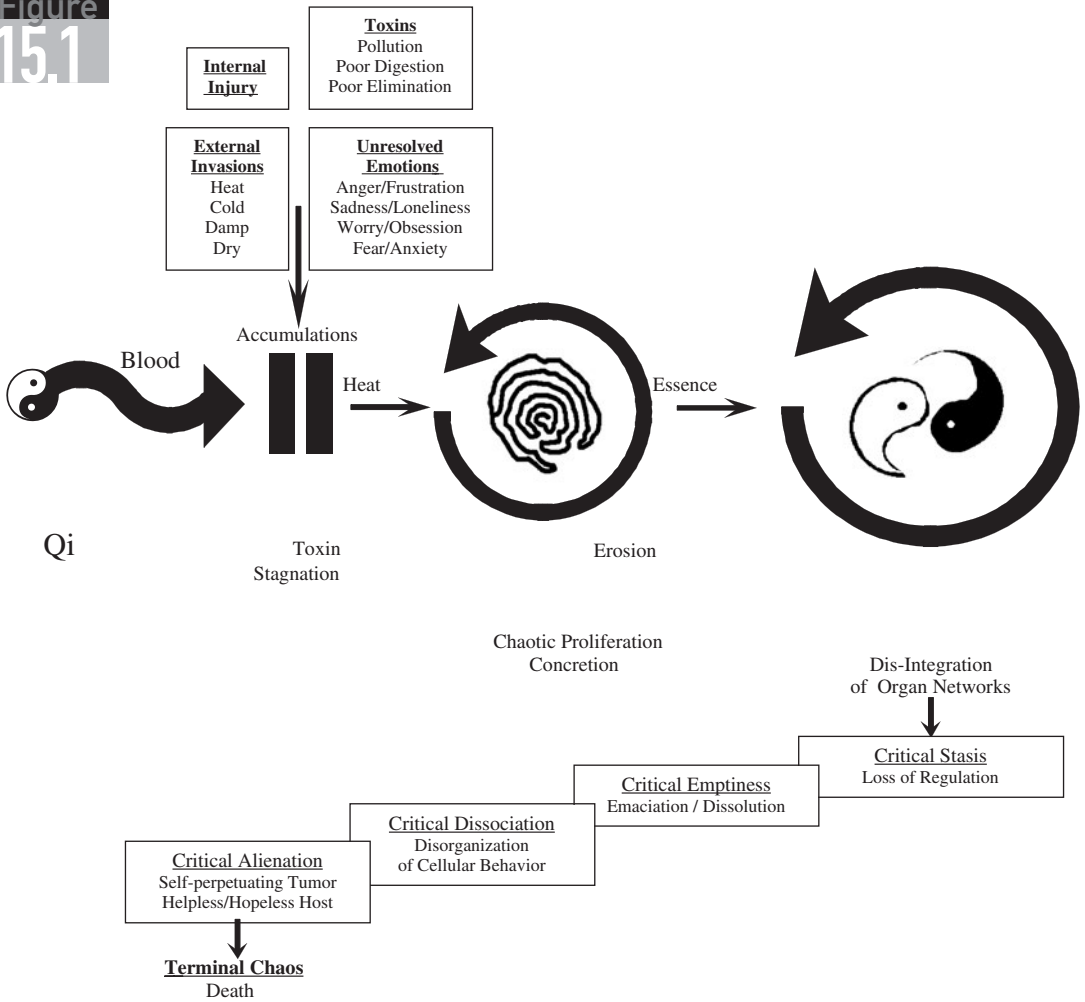 Figure
15.1
Toxins
Pollution
Poor Digestion
Poor Elimination
Internal
Injury
External
Invasions
Heat
Cold
Damp
Dry
Unresolved
Emotions
Anger/Frustration
Sadness/Loneliness
Worry/Obsession
Fear/Anxiety
Accumulations
Blood
Heat
Essence
Qi
Toxin
Stagnation
Erosion
Chaotic Proliferation
Concretion
Dis-Integration
of Organ Networks
Critical Stasis
Loss of Regulation
Critical Emptiness
Emaciation / Dissolution
Critical Dissociation
Disorganization
of Cellular Behavior
Critical Alienation
Self-perpetuating Tumor
Helpless/Hopeless Host
Terminal Chaos
Death